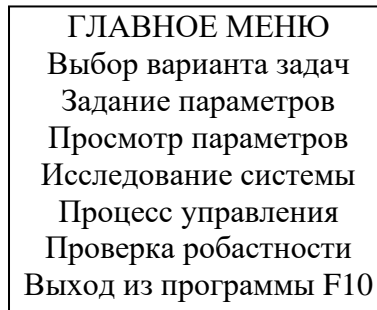 ГЛАВНОЕ МЕНЮ
Выбор варианта задач
Задание параметров
Просмотр параметров
Исследование системы
Процесс управления
Проверка робастности
Выход из программы F10